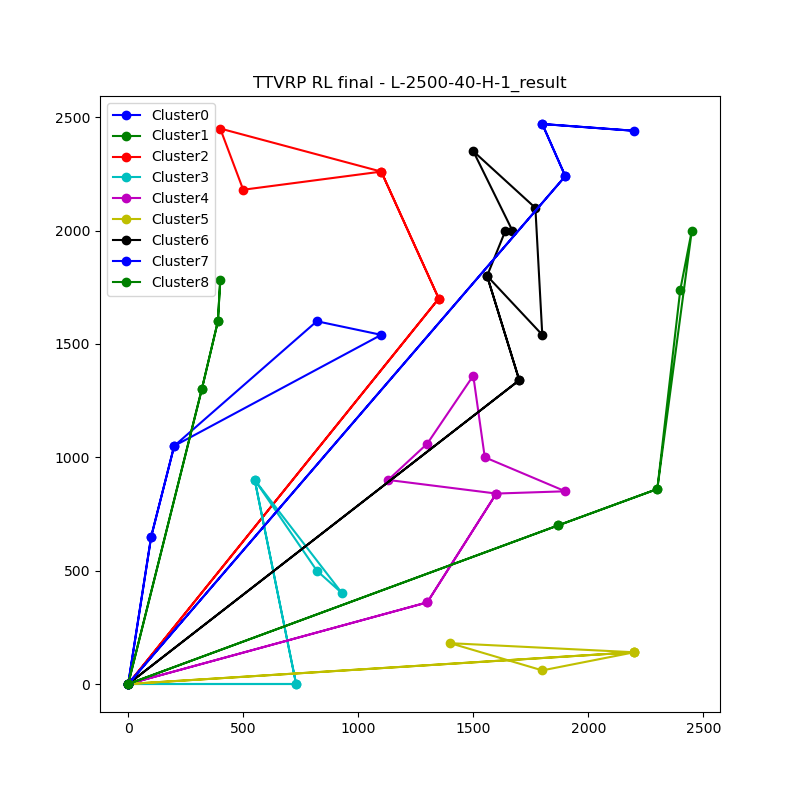 TTVRP RL final - L-2500-40-H-1_result
2500
2000
1500
1000
500
0
Cluster0
Cluster1
Cluster2
Cluster3
Cluster4
Cluster5
Cluster6
Cluster7
Cluster8
0 500 1000 1500 2000 2500